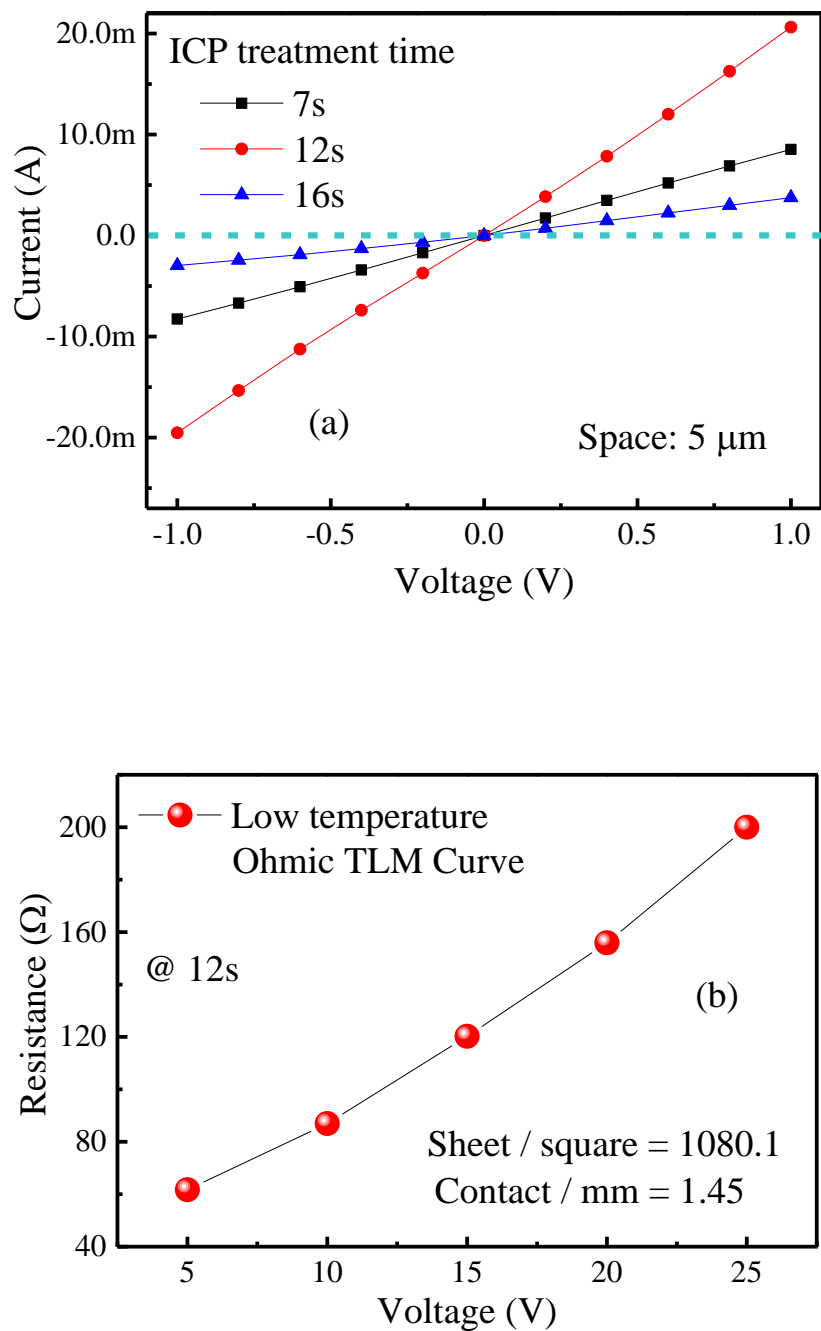 20.0m
10.0m
0.0
-10.0m
-20.0m
Current (A)
ICP treatment time
7s
12s
16s
(a)
Space: 5 μm
-1.0 -0.5 0.0 0.5 1.0
Voltage (V)
200
160
120
80
40
Resistance (Ω)
Low temperature
Ohmic TLM Curve
@ 12s
(b)
Sheet / square = 1080.1
Contact / mm = 1.45
5 10 15 20 25
Voltage (V)